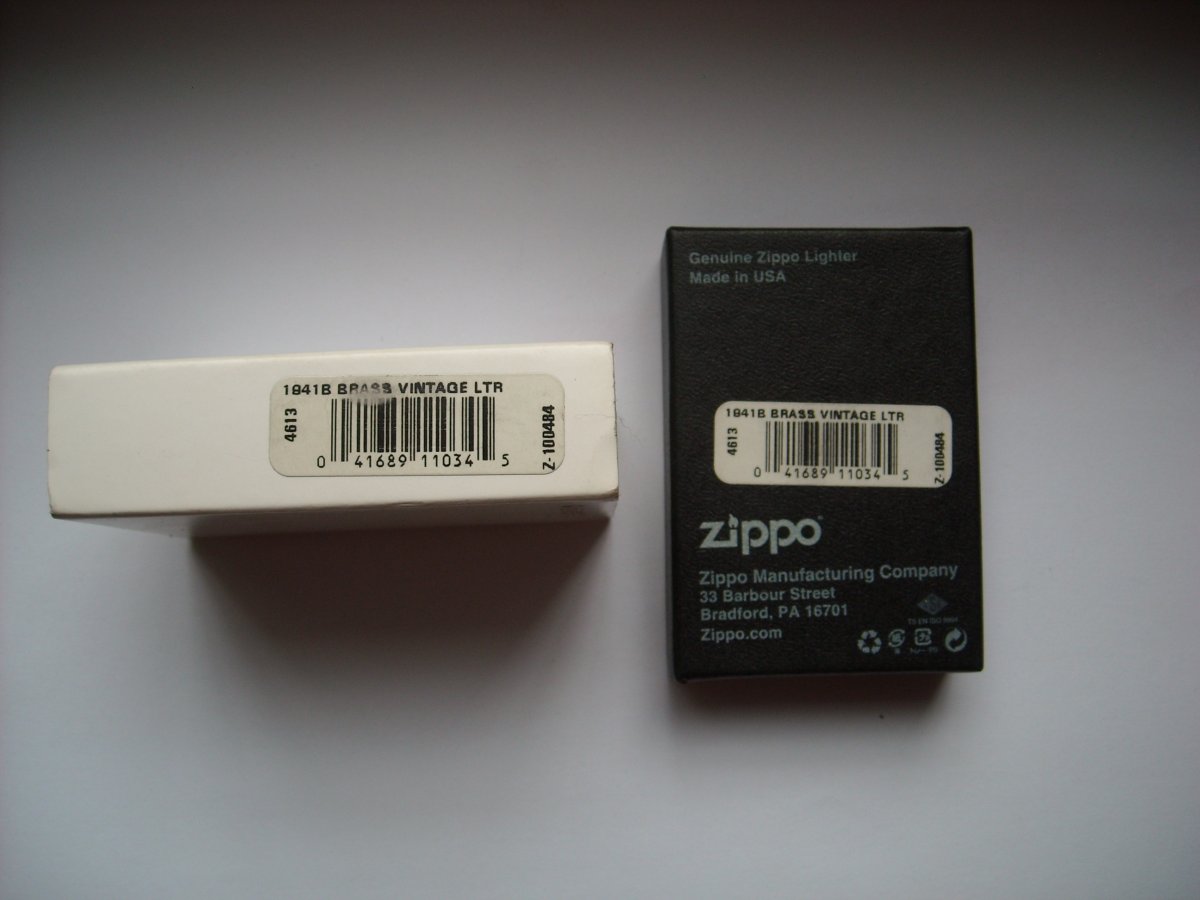 1941B BRASS VINTAGE LTR
4613
0 41689 11034 5
Z-100484
Genuine Zippo Lighter
Made in USA
1941B BRASS VINTAGE LTR
4613
0 41689 11034 5
Z-100484
zippo
Zippo Manufacturing Company
33 Barbour Street
Bradford, PA 16701
Zippo.com